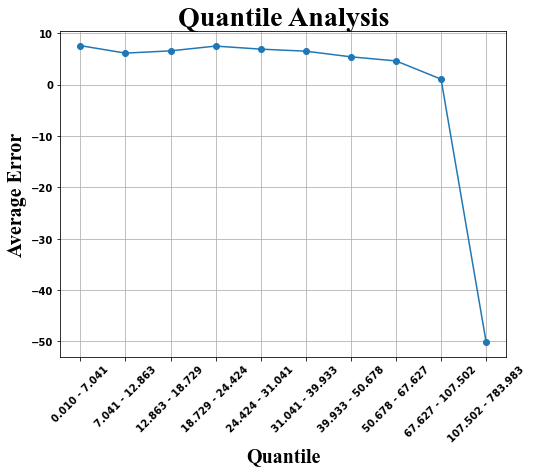 Quantile Analysis
Average Error
10
0
−10
−20
−30
−40
−50
0.010 - 7.041
7.041 - 12.863
12.863 - 18.729
18.729 - 24.424
24.424 - 31.041
31.041 - 39.933
39.933 - 50.678
50.678 - 67.627
67.627 - 107.502
107.502 - 783.983
Quantile